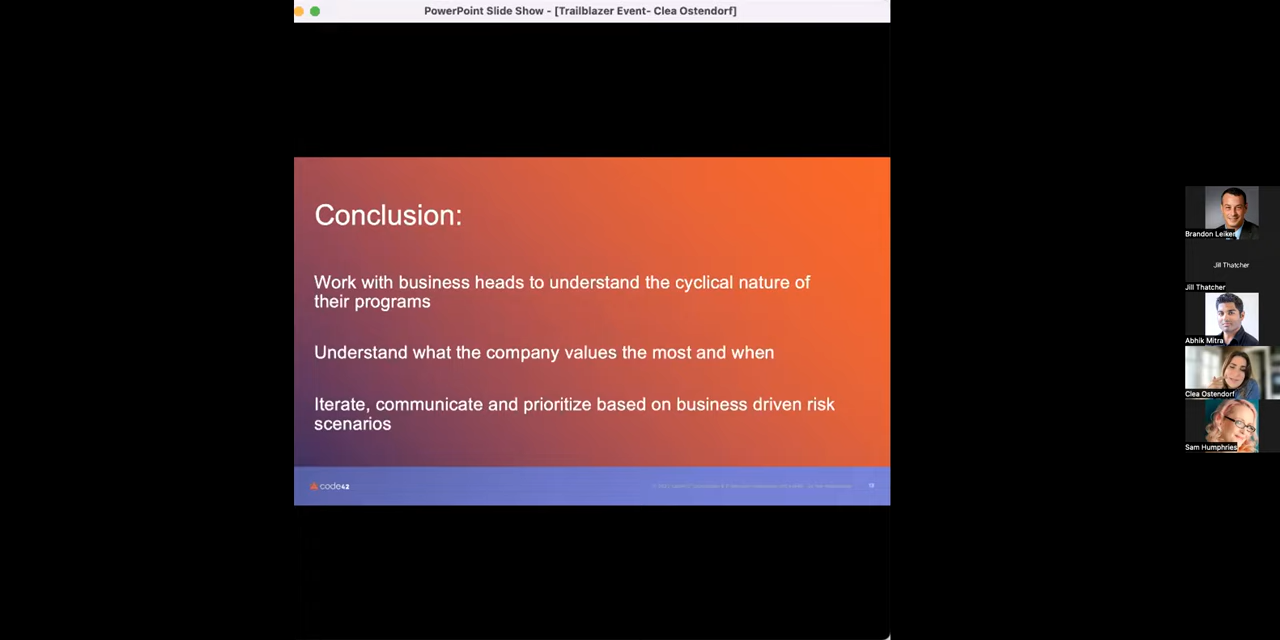 PowerPoint Slide Show - [Trailblazer Event- Clea Ostendorf]
Conclusion:
Work with business heads to understand the cyclical nature of
their programs
Understand what the company values the most and when
Iterate, communicate and prioritize based on business driven risk
scenarios
code42
Brandon Leiker
Jill Thatcher
Jill Thatcher
Abhik Mitra
Clea Ostendorf
Sam Humphries